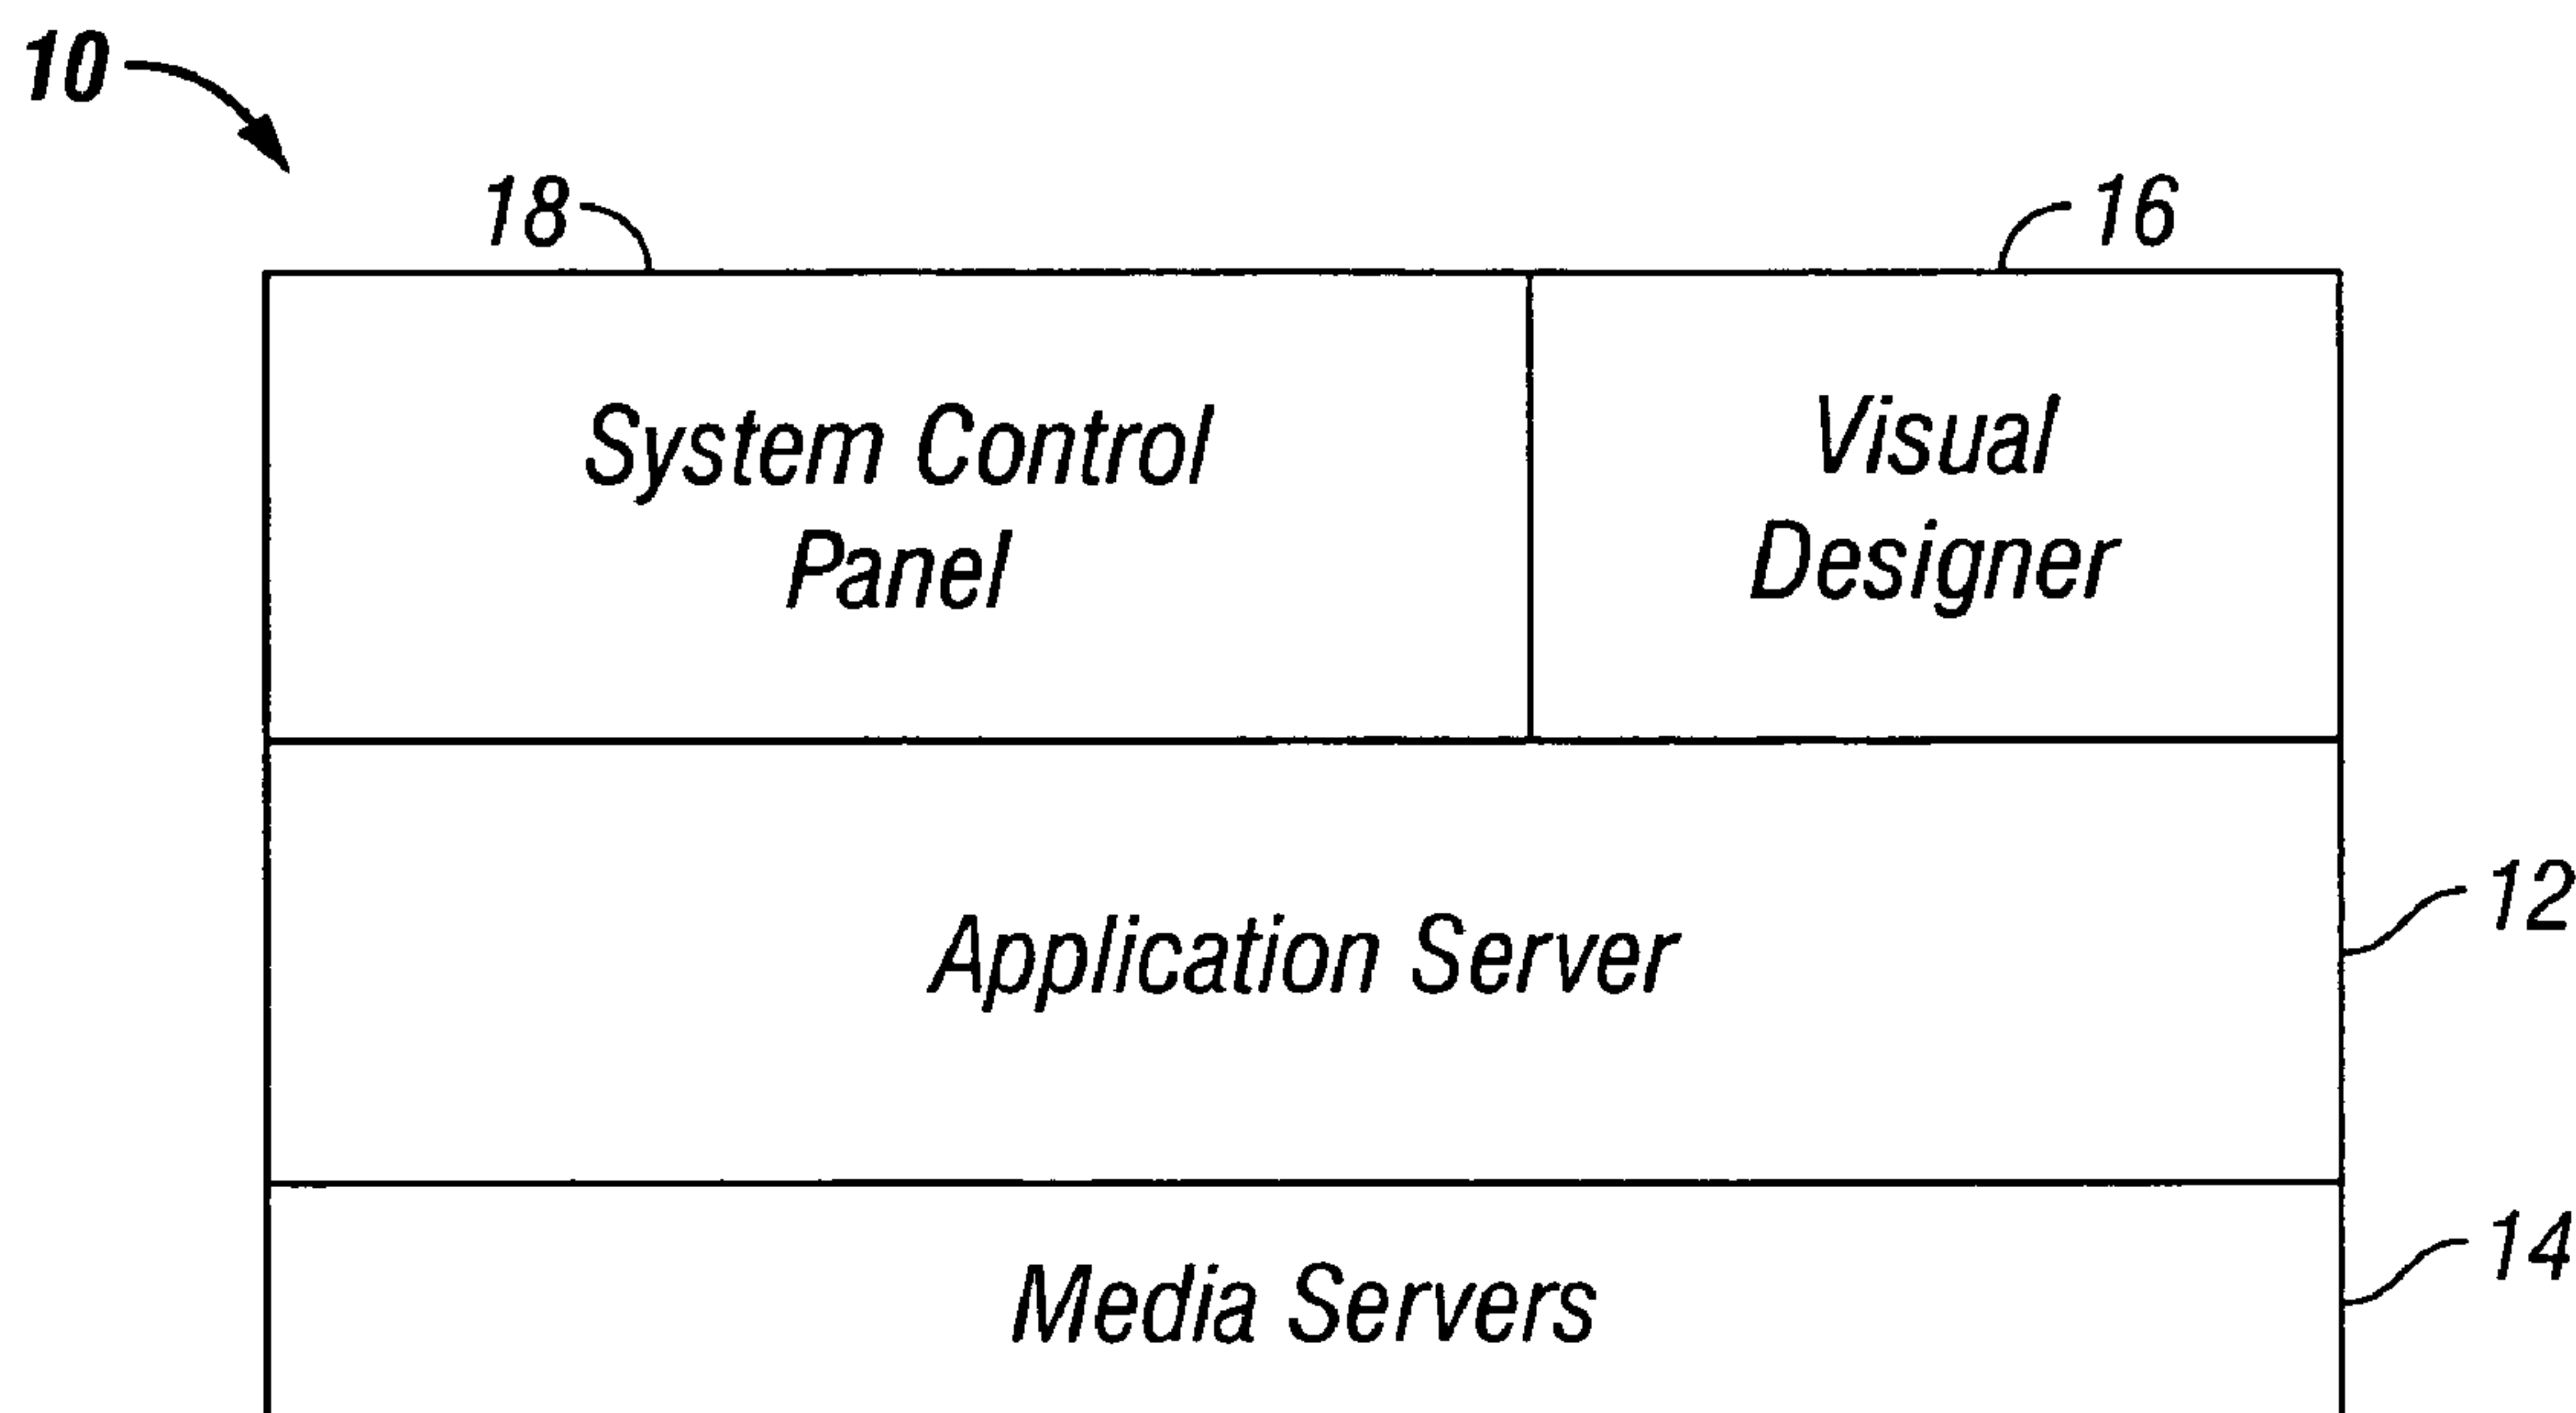 10
18
16
System Control
Panel
Visual
Designer
Application Server
12
Media Servers
14